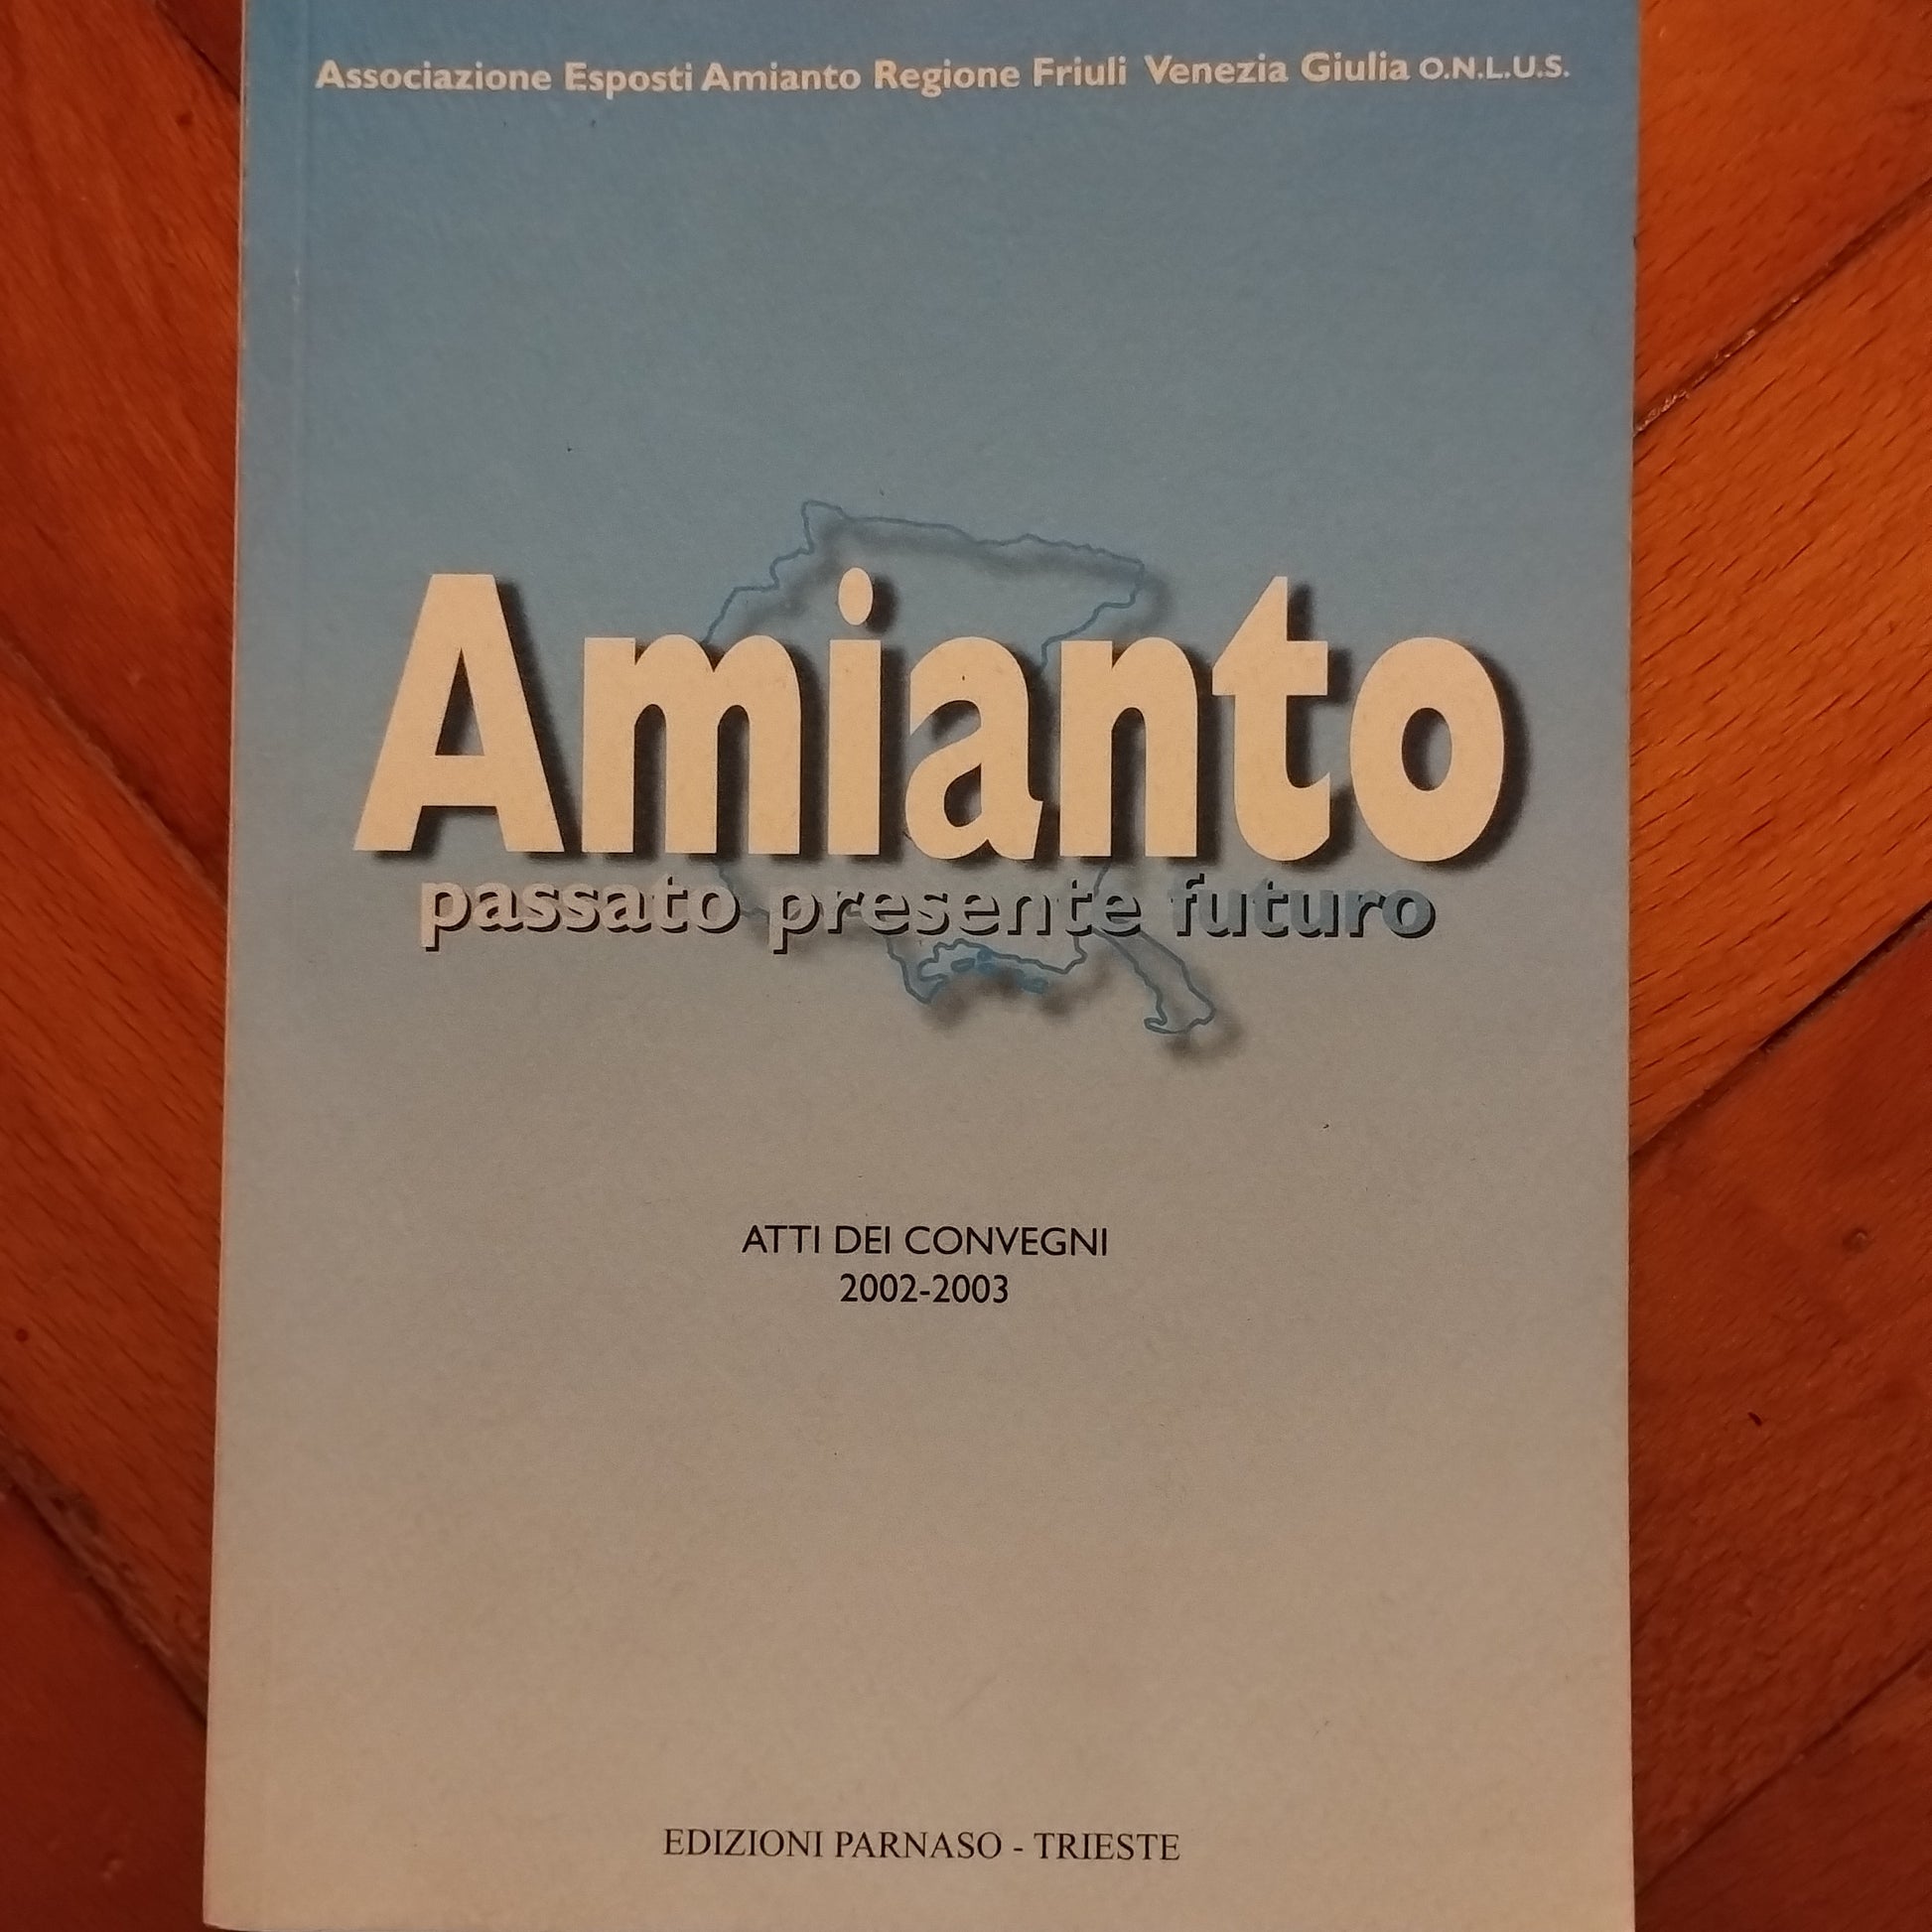 Associazione Esposti Amianto Regione Friuli Venezia Giulia O.N.L.U.S.
Amianto
passato presente futuro
ATTI DEI CONVEGNI
2002-2003
EDIZIONI PARNASO - TRIESTE